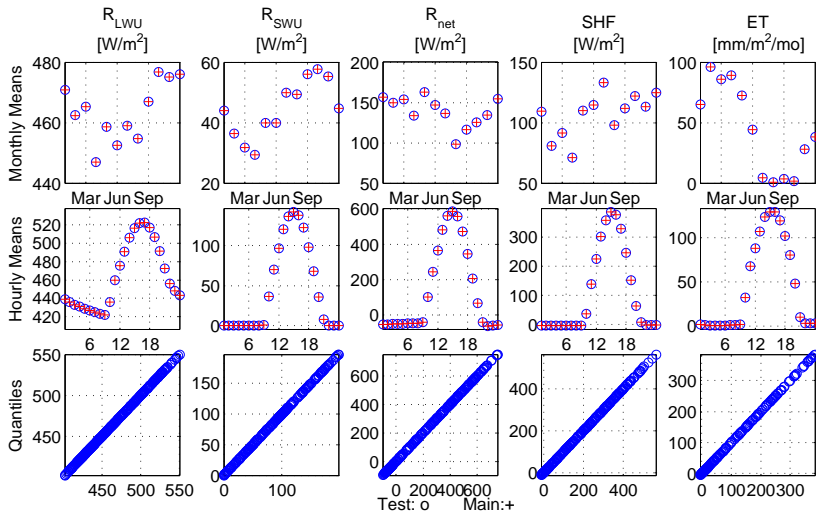 R_LWU R_SWU R_net SHF ET
[W/m²] [W/m²] [W/m²] [W/m²] [mm/m²/mo]
Monthly Means
480 60 200 150 100
460 40 150 100 50
440 20 100 50 0
50
Mar Jun Sep Mar Jun Sep Mar Jun Sep Mar Jun Sep Mar Jun Sep
Hourly Means
520 100 600 300 100
500 50 400 200 50
480 0 200 100 0
460 0 0
440
420
6 12 18 6 12 18 6 12 18 6 12 18 6 12 18
Quantiles
550 150 600 400 300
500 100 400 200 200
450 50 200 0 100
0 0 0
450 500 550 100 0 200 400 600 0 200 400 0 100 200 300
Test: o Main:+